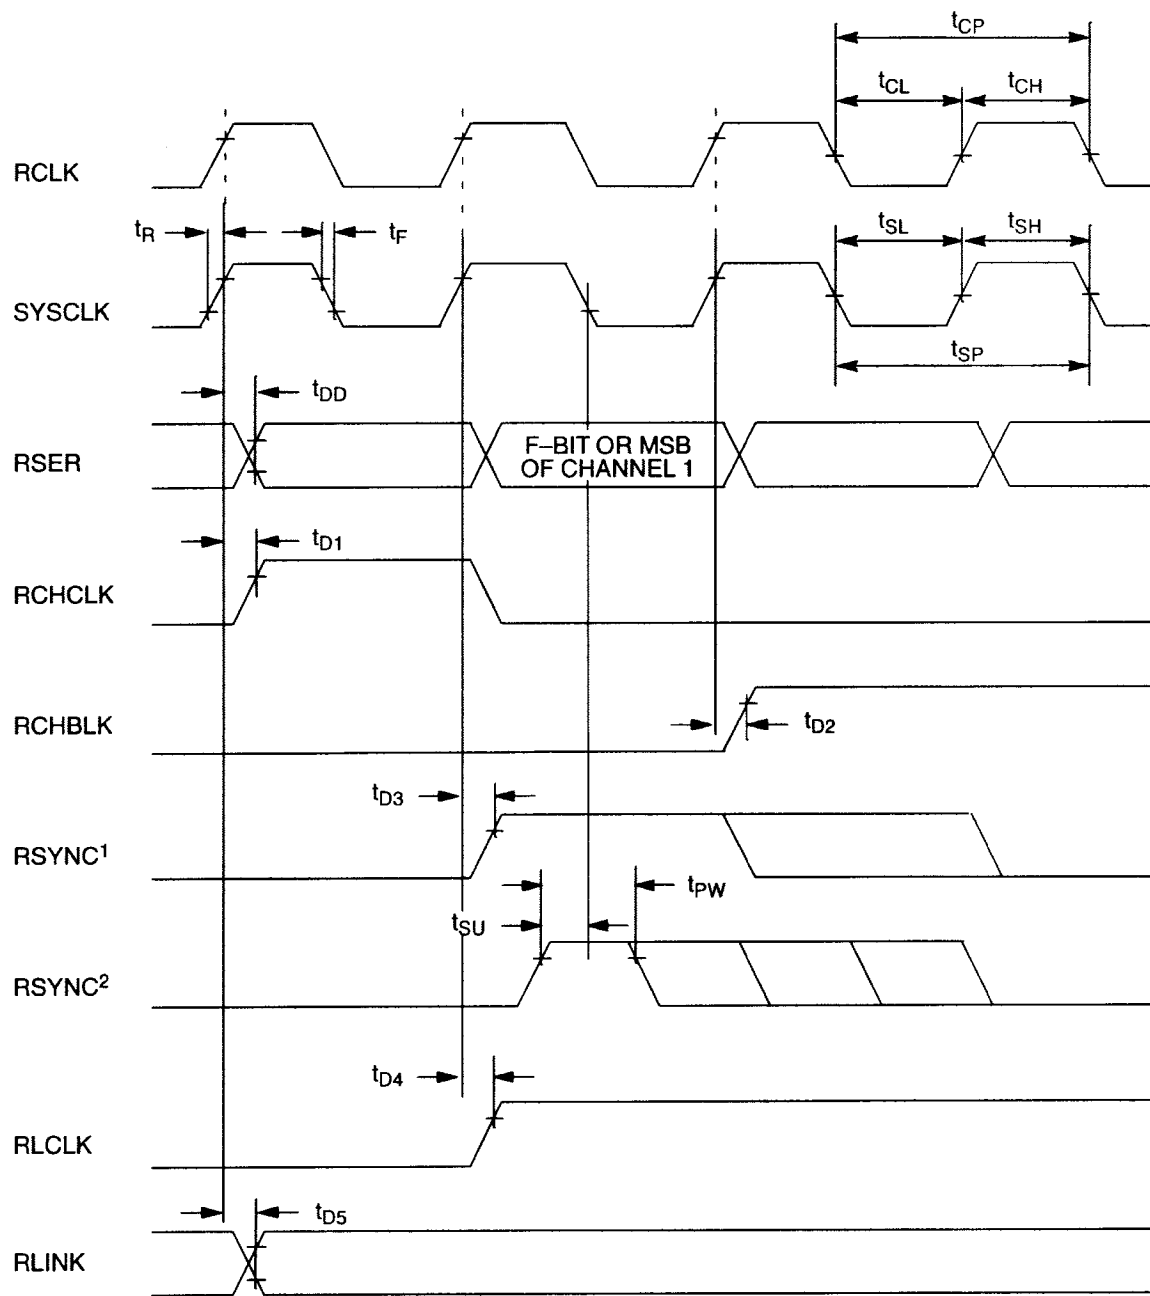 tCP
tCL tCH
RCLK
tR tF tSL tSH
SYSCLK
tSP
tDD
RSER F–BIT OR MSB
OF CHANNEL 1
tD1
RCHCLK
RCHBLK tD2
tD3
RSYNC1
tPW
tSU
RSYNC2
tD4
RLCLK
tD5
RLINK